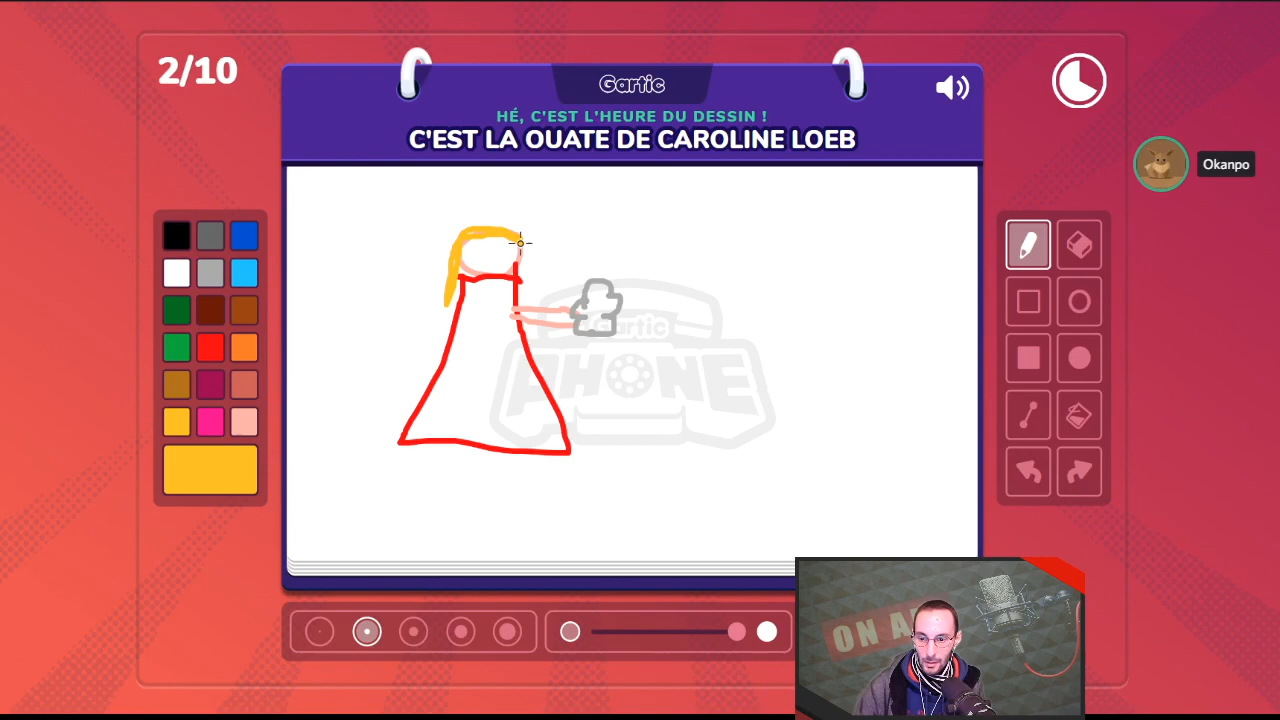 2/10
Gartic
HÉ, C'EST L'HEURE DU DESSIN !
C'EST LA OUATE DE CAROLINE LOEB
Okanpo
Gartic
PHONE
ON A